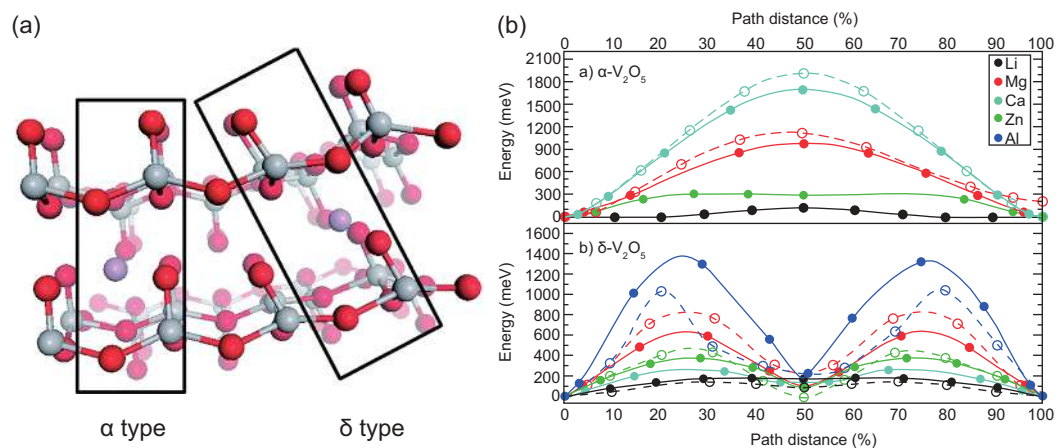 (a)
α type
δ type
(b)
Path distance (%)
0 10 20 30 40 50 60 70 80 90 100
Energy (meV)
2100
1800
1500
1200
900
600
300
0
a) α-V₂O₅
Li
Mg
Ca
Zn
Al
Energy (meV)
1600
1400
1200
1000
800
600
400
200
0
b) δ-V₂O₅
0 10 20 30 40 50 60 70 80 90 100
Path distance (%)